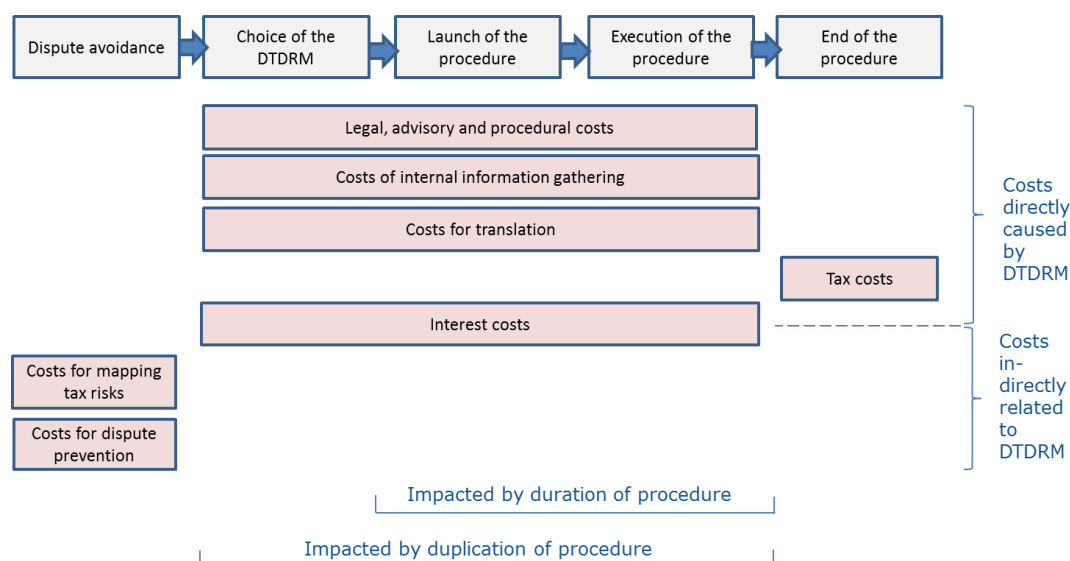 Dispute avoidance
Choice of the
DTDRM
Launch of the
procedure
Execution of the
procedure
End of the
procedure
Legal, advisory and procedural costs
Costs of internal information gathering
Costs for translation
Tax costs
Interest costs
Costs
directly
caused
by
DTDRM
Costs for mapping
tax risks
Costs for dispute
prevention
Costs
in-
directly
related
to
DTDRM
Impacted by duration of procedure
Impacted by duplication of procedure